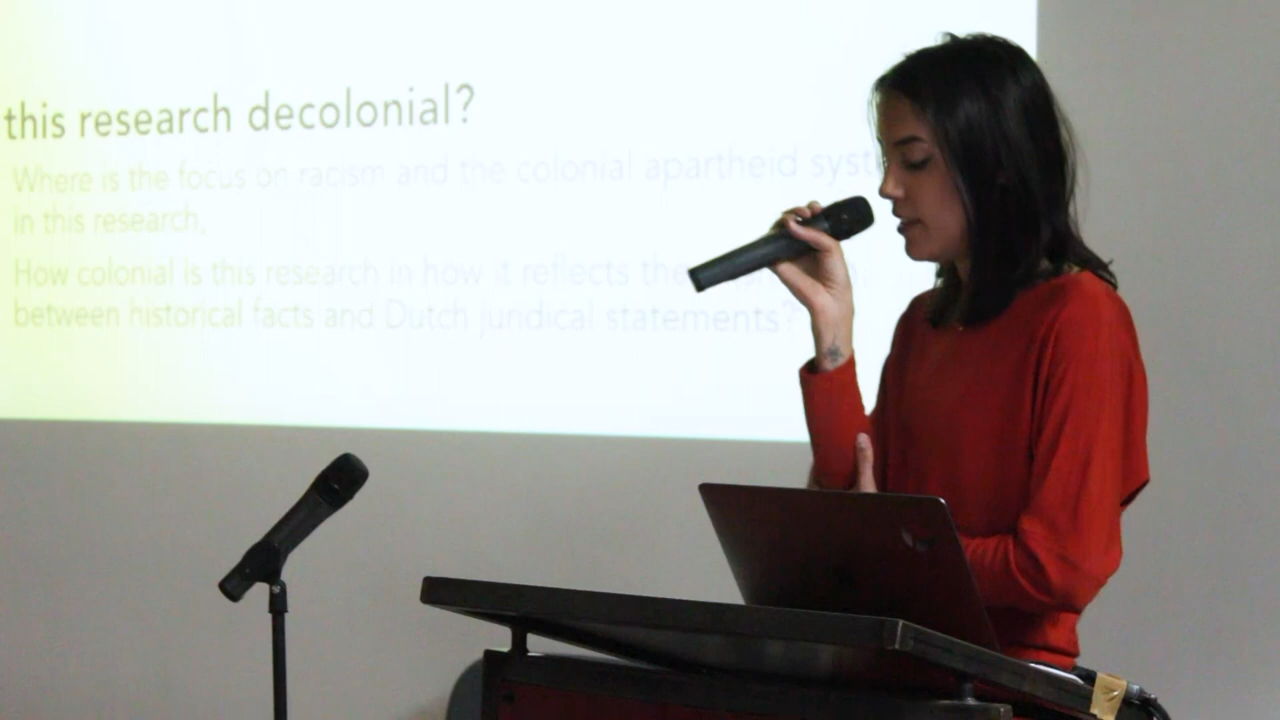 this research decolonial?
Where is the focus on racism and the colonial apartheid syst
in this research,
How colonial is this research in how it reflects the
between historical facts and Dutch juridical statements?